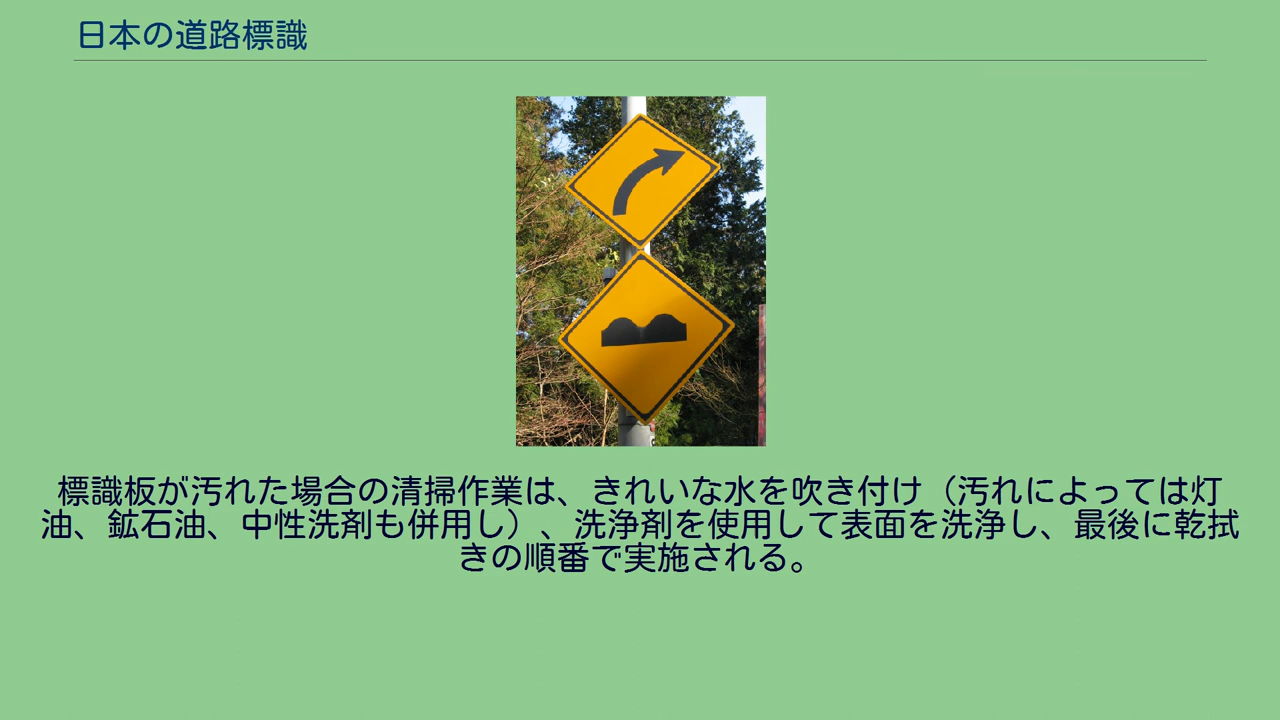 日本の道路標識
標識板が汚れた場合の清掃作業は、きれいな水を吹き付け（汚れによっては灯
油、鉱石油、中性洗剤も併用し）、洗浄剤を使用して表面を洗浄し、最後に乾拭
きの順番で実施される。